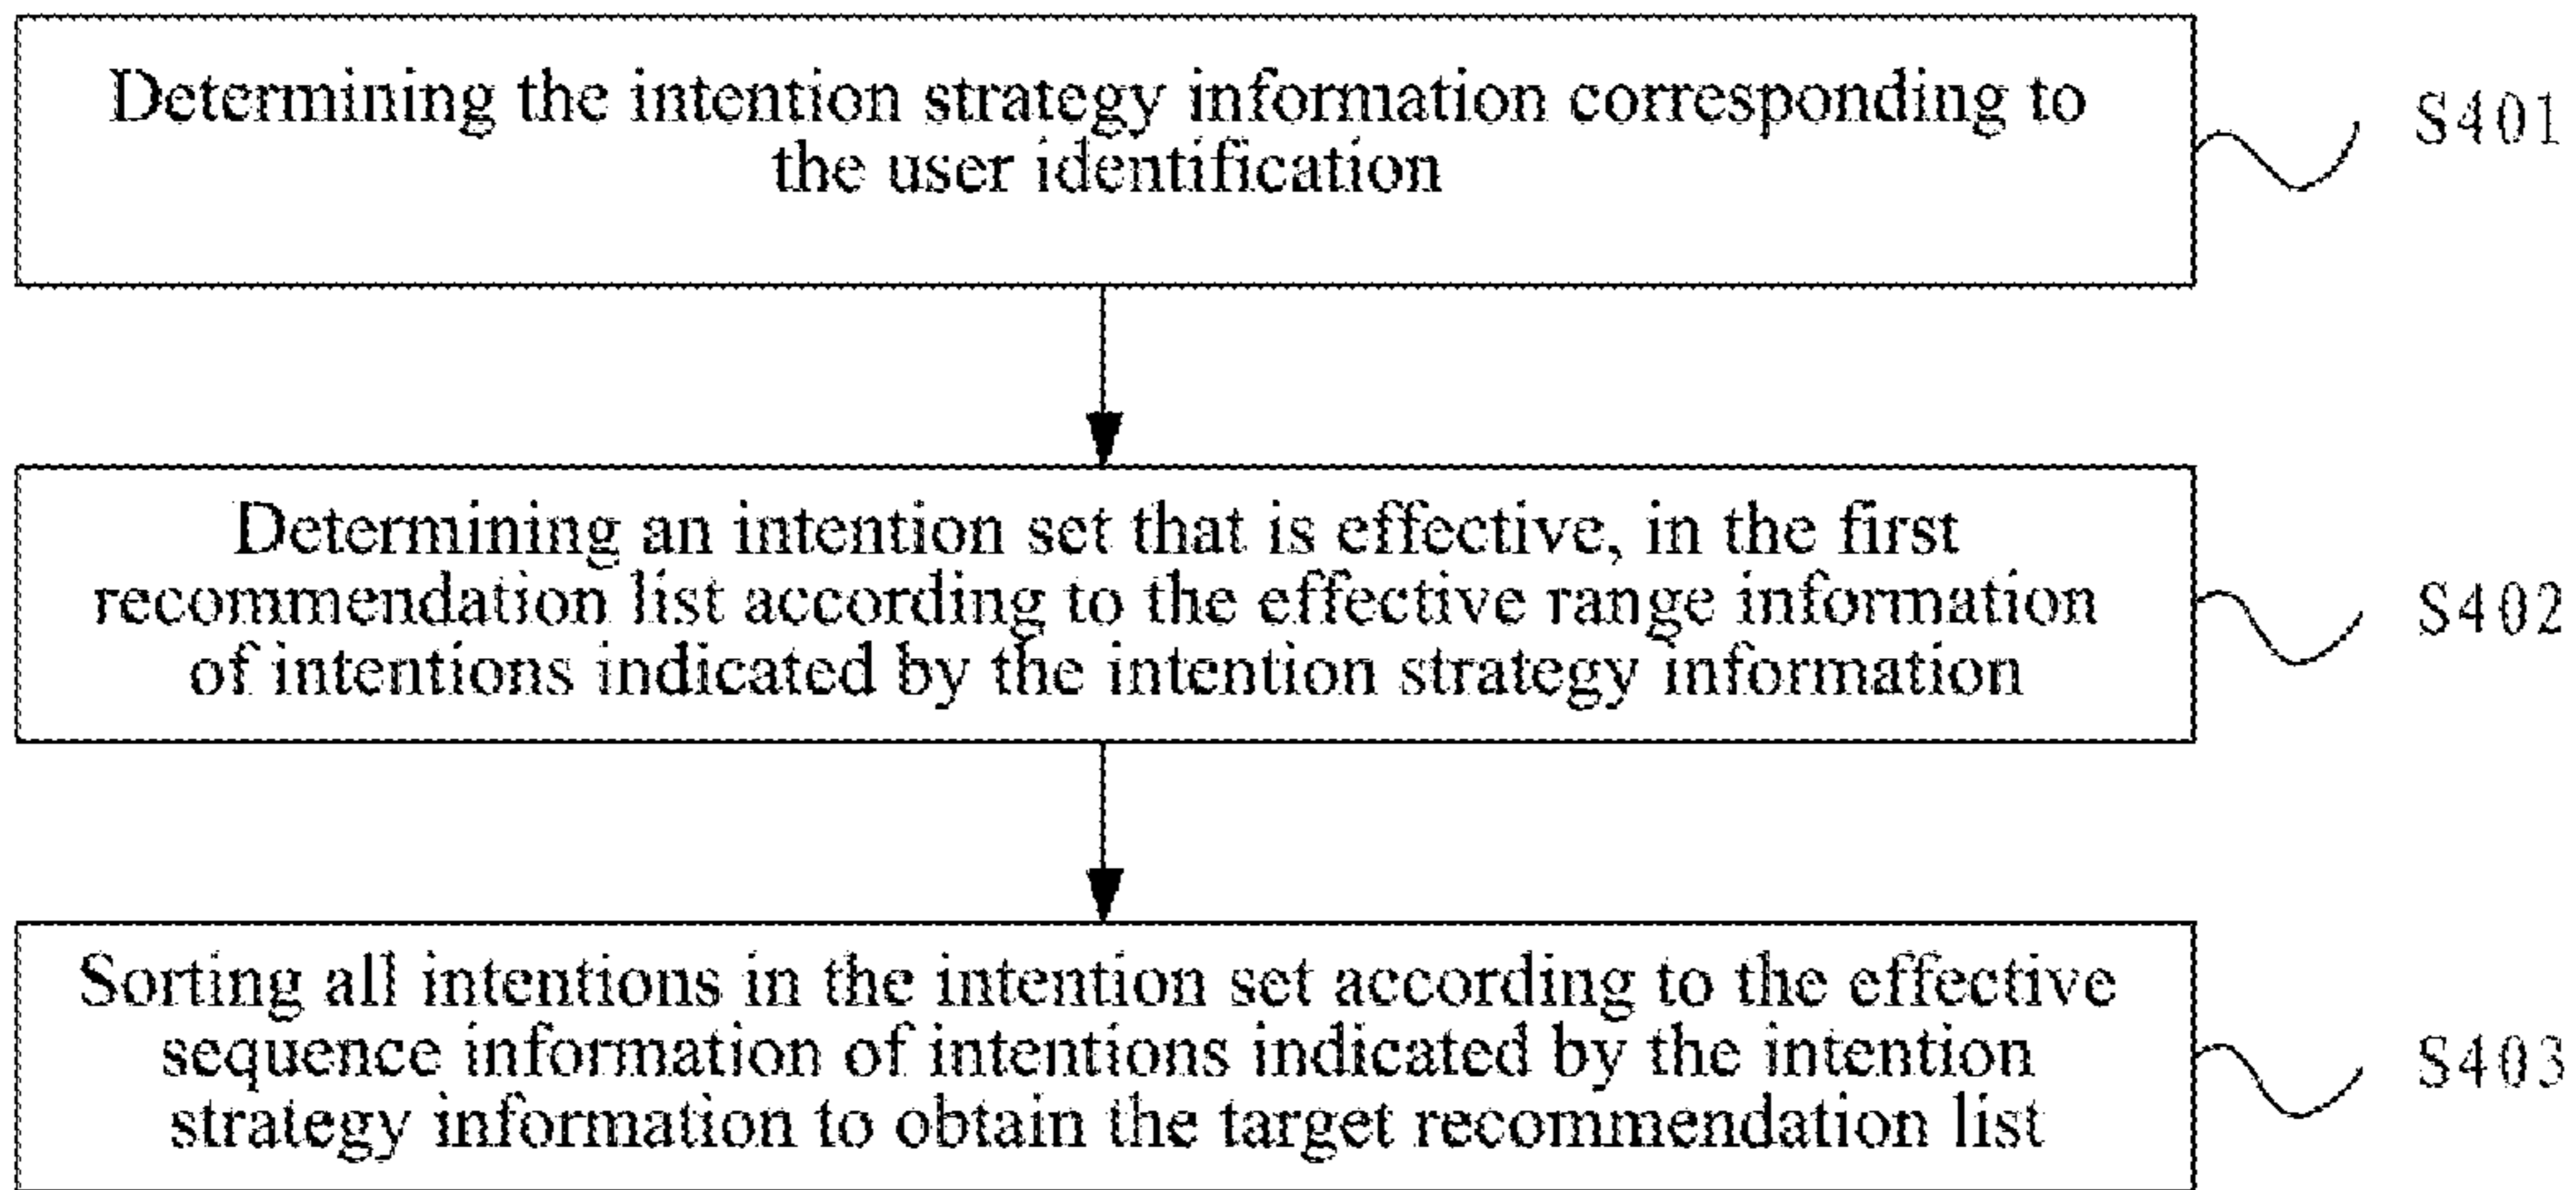 Determining the intention strategy information corresponding to
the user identification
S401
Determining an intention set that is effective, in the first
recommendation list according to the effective range information
of intentions indicated by the intention strategy information
S402
Sorting all intentions in the intention set according to the effective
sequence information of intentions indicated by the intention
strategy information to obtain the target recommendation list
S403